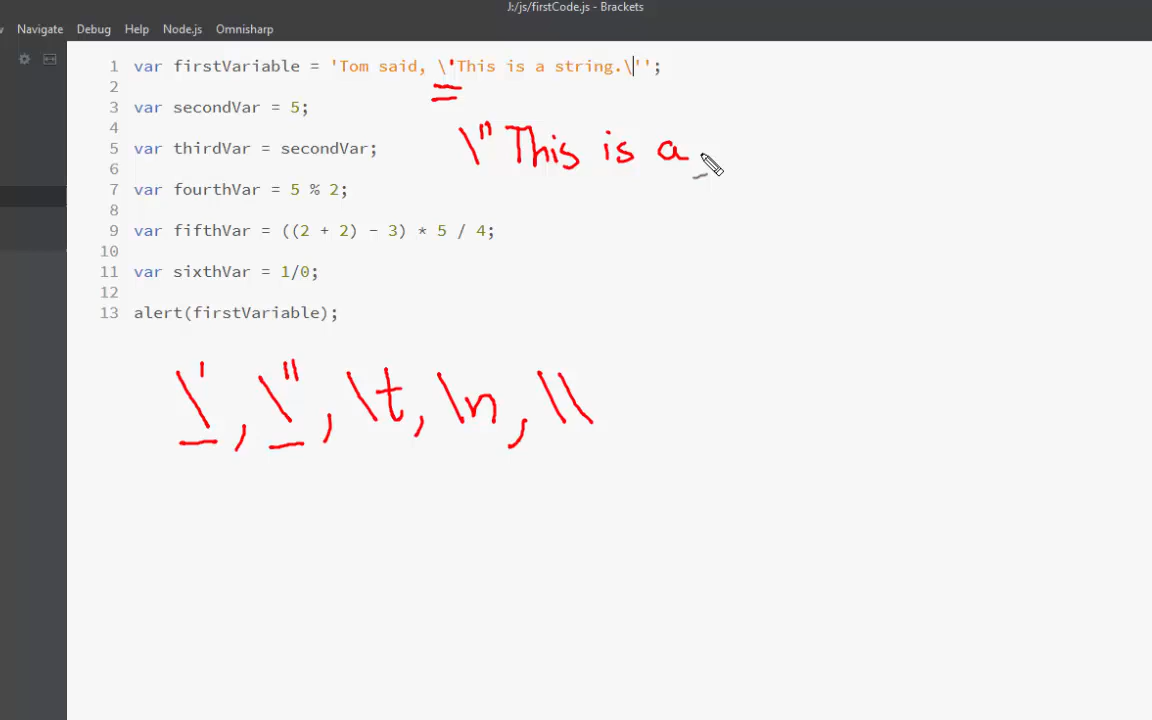 J:/js/firstCode.js - Brackets
Navigate Debug Help Node.js Omnisharp
1 var firstVariable = 'Tom said, \'This is a string.\'';
2
3 var secondVar = 5;
4
5 var thirdVar = secondVar;
6
7 var fourthVar = 5 % 2;
8
9 var fifthVar = ((2 + 2) - 3) * 5 / 4;
10
11 var sixthVar = 1/0;
12
13 alert(firstVariable);
\" This is a
\', \", \t, \n, \\